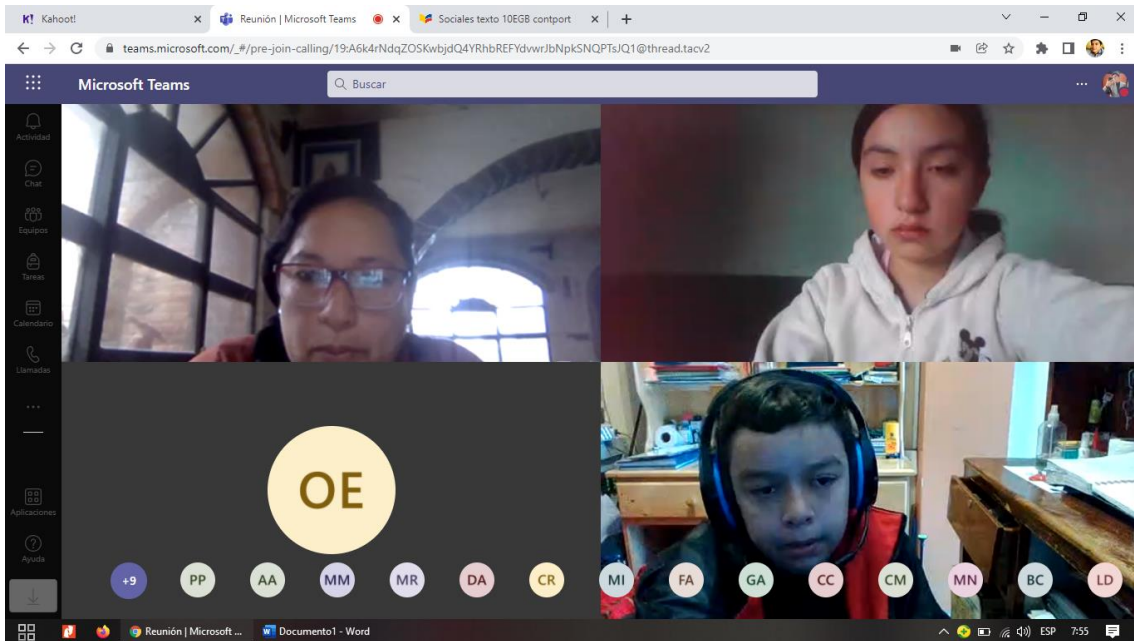 K! Kahoot!
Reunión | Microsoft Teams
Sociales texto 10EGB contport
teams.microsoft.com/_#/pre-join-calling/19:A6k4rNdqZOSKwbjdQ4YRhbREFYdvwrJbNpkSNQPTsJQ1@thread.tacv2
Microsoft Teams
Buscar
Actividad
Chat
Equipos
Tareas
Calendario
Llamadas
Aplicaciones
Ayuda
OE
+9 PP AA MM MR DA CR MI FA GA CC CM MN BC LD
Reunión | Microsoft ...
Documento1 - Word
ESP
7:55